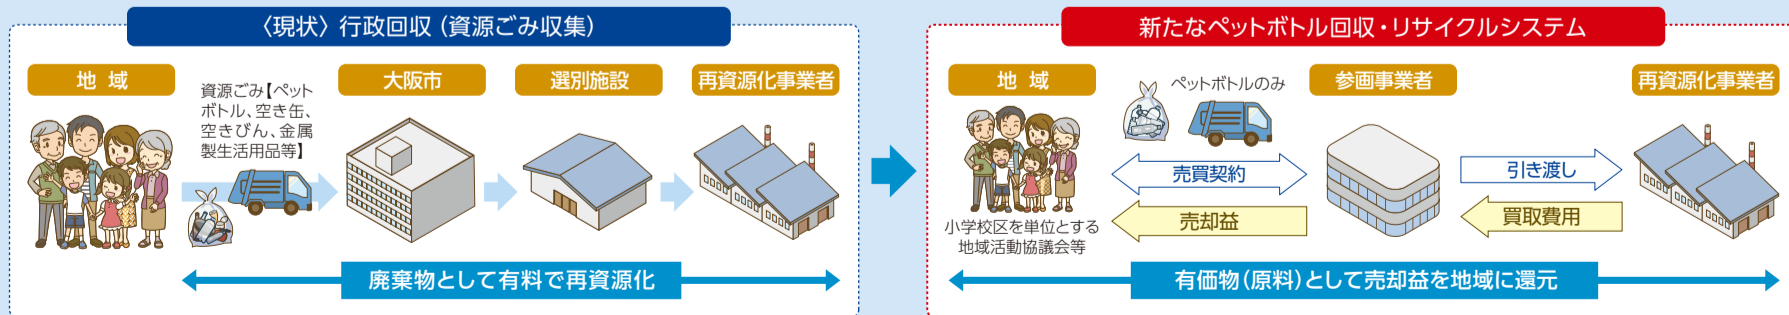 〈現状〉 行政回収（資源ごみ収集）
地 域
資源ごみ【ペット
ボトル、空き缶、
空きびん、金属
製生活用品等】
大阪市
選別施設
再資源化事業者
廃棄物として有料で再資源化
新たなペットボトル回収・リサイクルシステム
地 域
小学校区を単位とする
地域活動協議会等
ペットボトルのみ
売買契約
売却益
参画事業者
引き渡し
買取費用
再資源化事業者
有価物（原料）として売却益を地域に還元